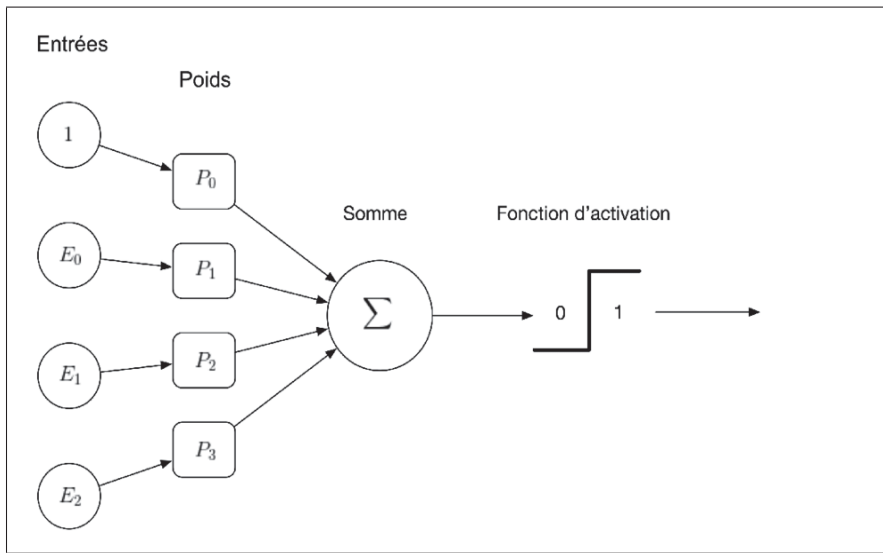 Entrées
Poids
1
P₀
Somme
Fonction d'activation
E₀
P₁
∑
0
1
E₁
P₂
P₃
E₂